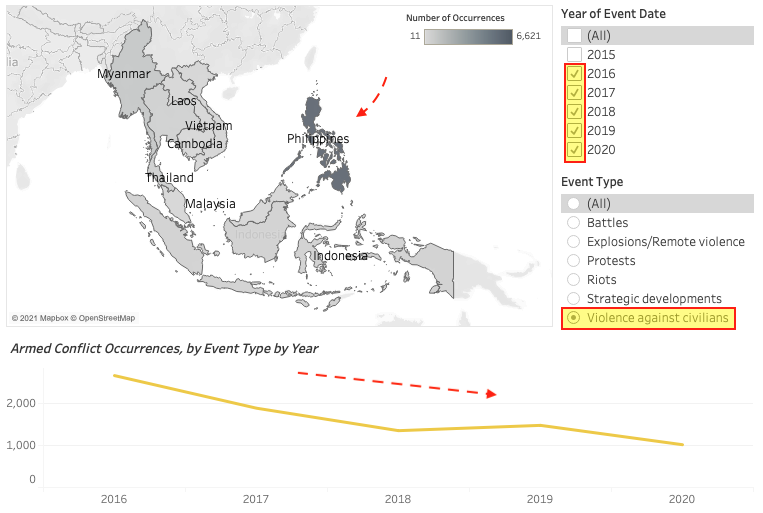 Number of Occurrences
11
6,621
Myanmar
Laos
Vietnam
Cambodia
Thailand
Philippines
Malaysia
Indonesia
Indonesia
© 2021 Mapbox © OpenStreetMap
Year of Event Date
(All)
2015
2016
2017
2018
2019
2020
Event Type
(All)
Battles
Explosions/Remote violence
Protests
Riots
Strategic developments
Violence against civilians
Armed Conflict Occurrences, by Event Type by Year
2,000
1,000
0
2016
2017
2018
2019
2020